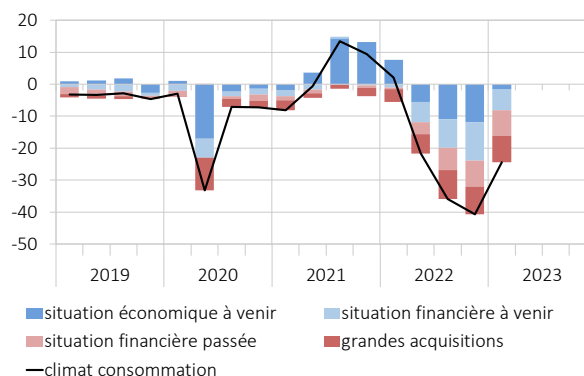 20
10
0
-10
-20
-30
-40
-50
2019 2020 2021 2022 2023
situation économique à venir situation financière à venir
situation financière passée grandes acquisitions
climat consommation